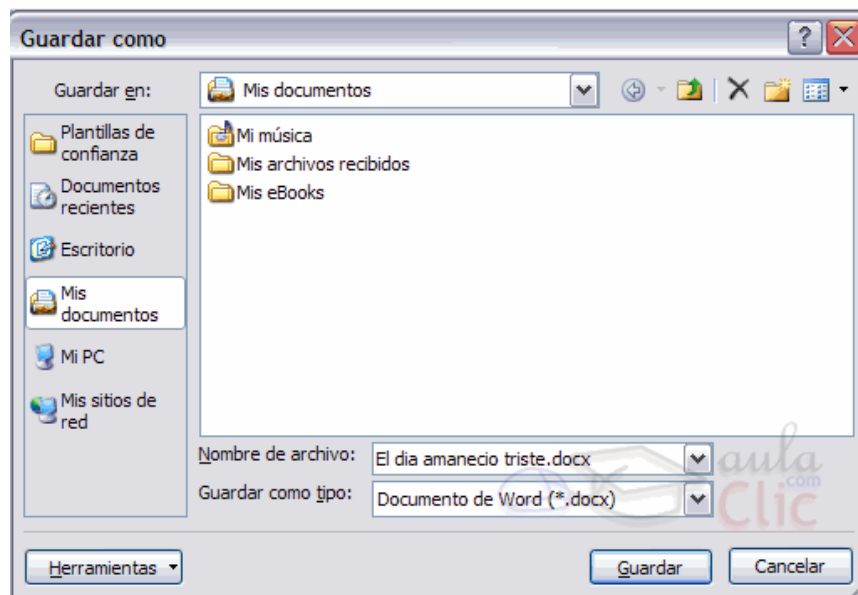 Guardar como
?
Guardar en:
Mis documentos
Plantillas de
confianza
Documentos
recientes
Escritorio
Mis
documentos
Mi PC
Mis sitios de
red
Mi música
Mis archivos recibidos
Mis eBooks
Nombre de archivo:
El dia amanecio triste.docx
Guardar como tipo:
Documento de Word (*.docx)
aula
.com
Clic
Herramientas
Guardar
Cancelar